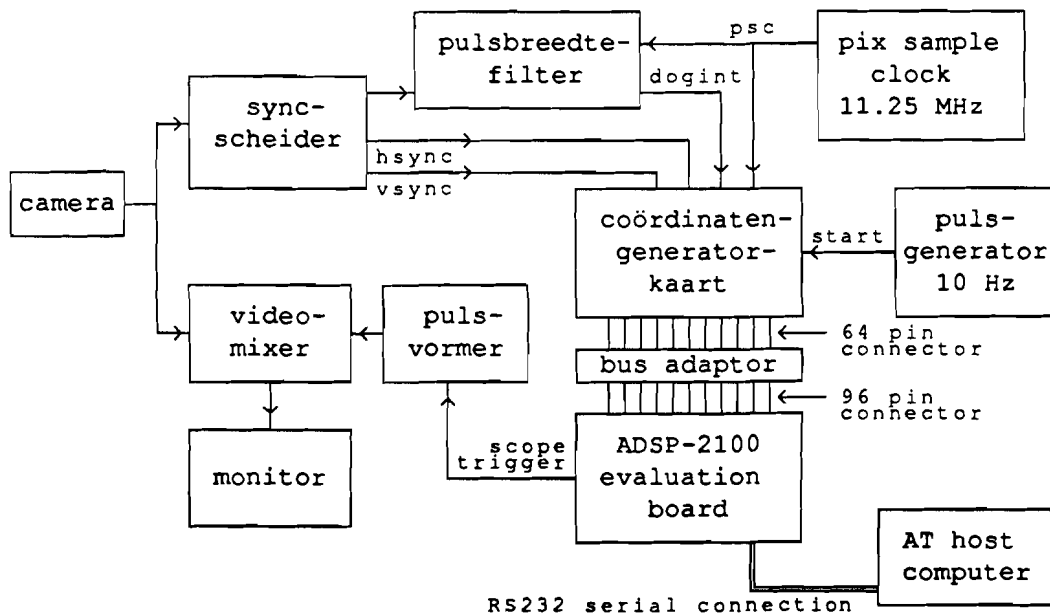 pulsbreedte-
filter
psc
pix sample
clock
11.25 MHz
dogint
sync-
scheider
hsync
vsync
camera
coördinaten-
generator-
kaart
start
puls-
generator
10 Hz
video-
mixer
puls-
vormer
64 pin
connector
bus adaptor
96 pin
connector
monitor
scope
trigger
ADSP-2100
evaluation
board
AT host
computer
RS232 serial connection